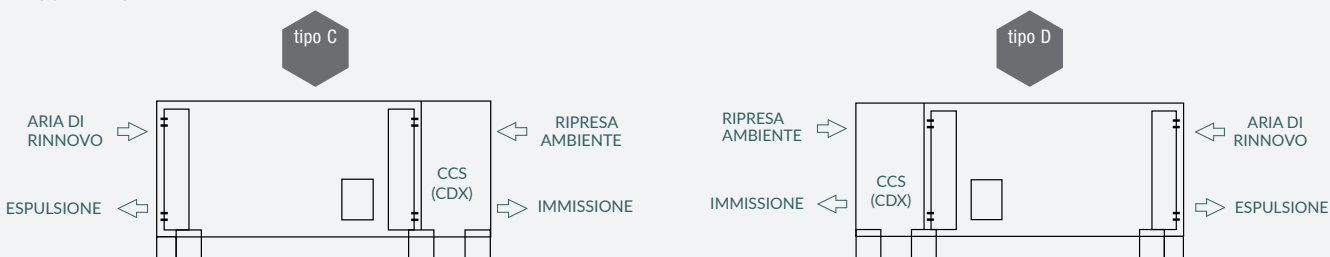 tipo C
ARIA DI
RINNOVO
RIPRESA
AMBIENTE
CCS
(CDX)
ESPULSIONE
IMMISSIONE
tipo D
RIPRESA
AMBIENTE
ARIA DI
RINNOVO
CCS
(CDX)
IMMISSIONE
ESPULSIONE